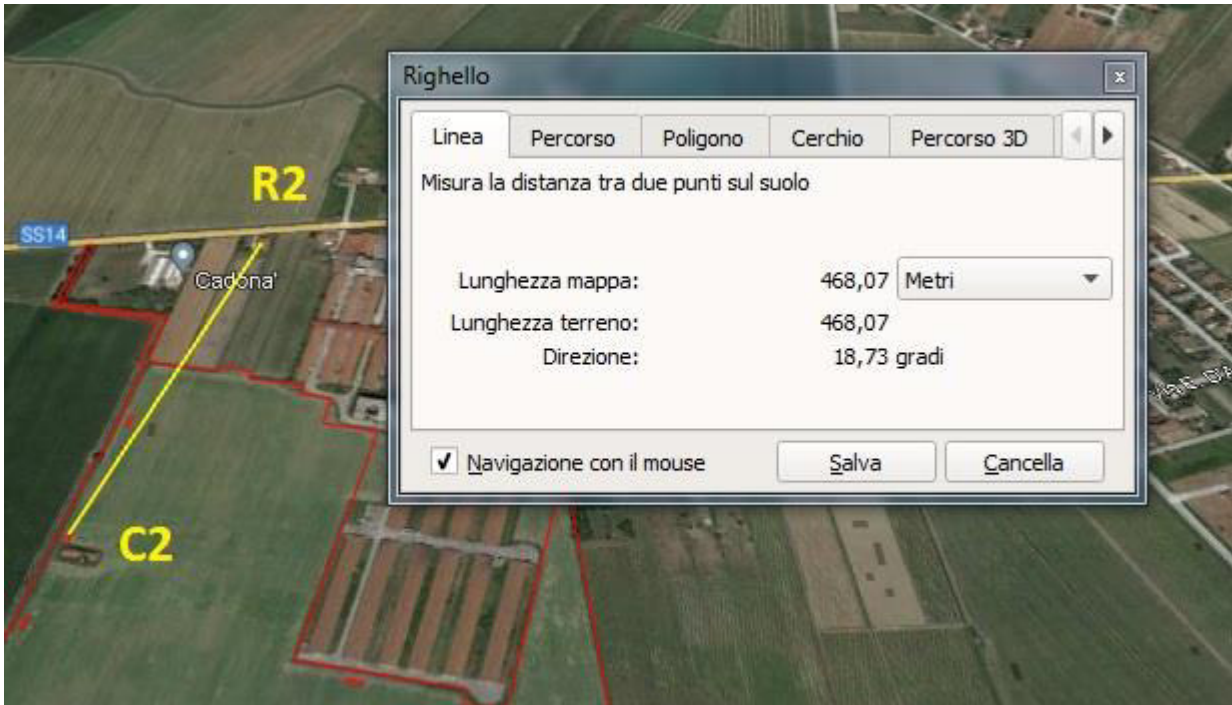 Righello
Linea
Percorso
Poligono
Cerchio
Percorso 3D
Misura la distanza tra due punti sul suolo
R2
SS14
Cadona'
Lunghezza mappa: 468,07 Metri
Lunghezza terreno: 468,07
Direzione: 18,73 gradi
Navigazione con il mouse
Salva
Cancella
C2